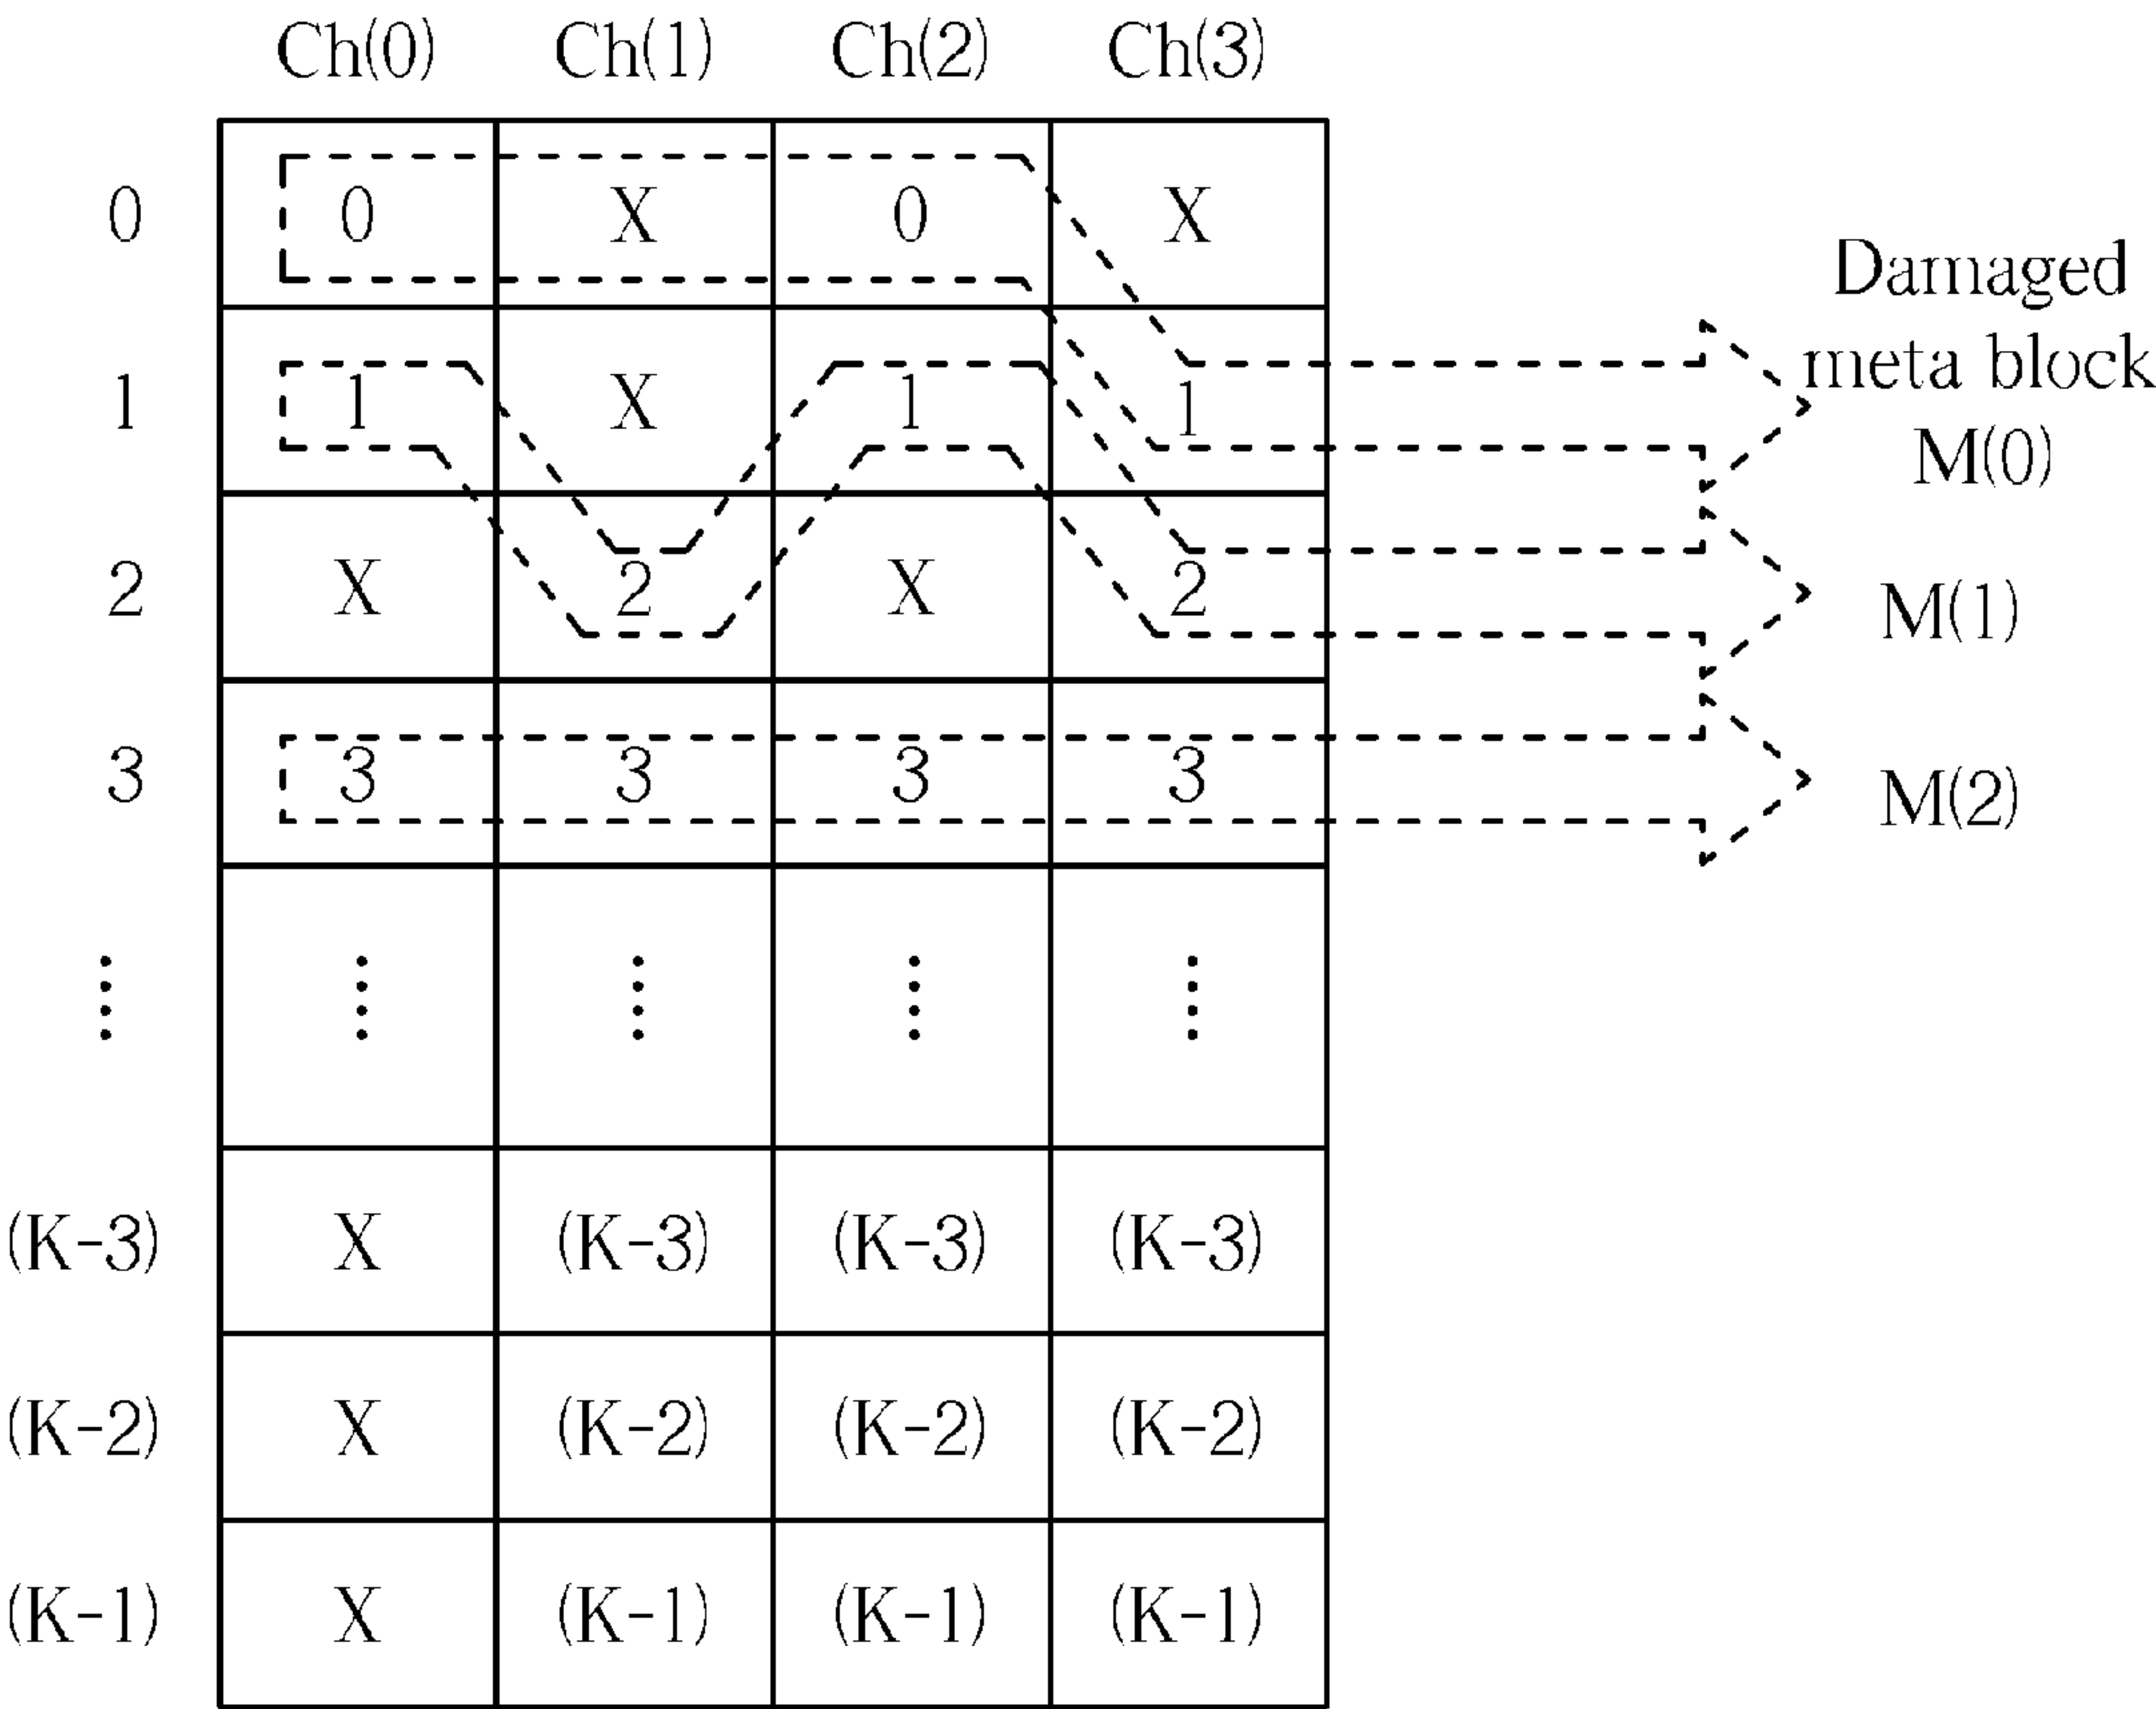 Ch(0) Ch(1) Ch(2) Ch(3)
0 0 X 0 X
Damaged
meta block
M(0)
1 1 X 1 1
2 X 2 X 2
M(1)
3 3 3 3 3
M(2)
(K-3) X (K-3) (K-3) (K-3)
(K-2) X (K-2) (K-2) (K-2)
(K-1) X (K-1) (K-1) (K-1)